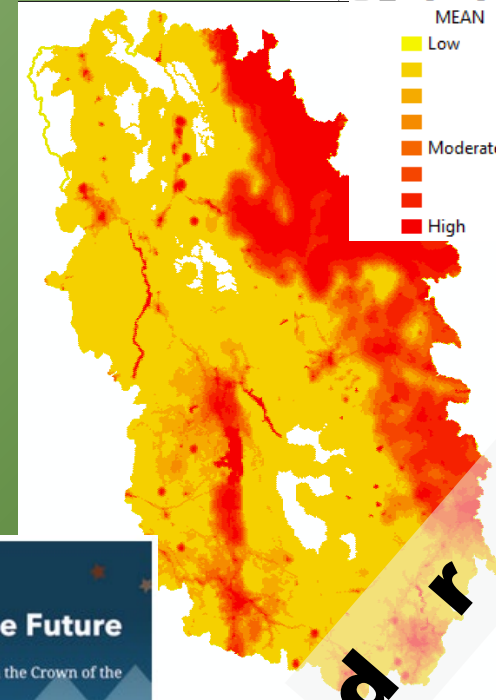 MEAN
Low
Moderate
High
e Future
the Crown of the
d r